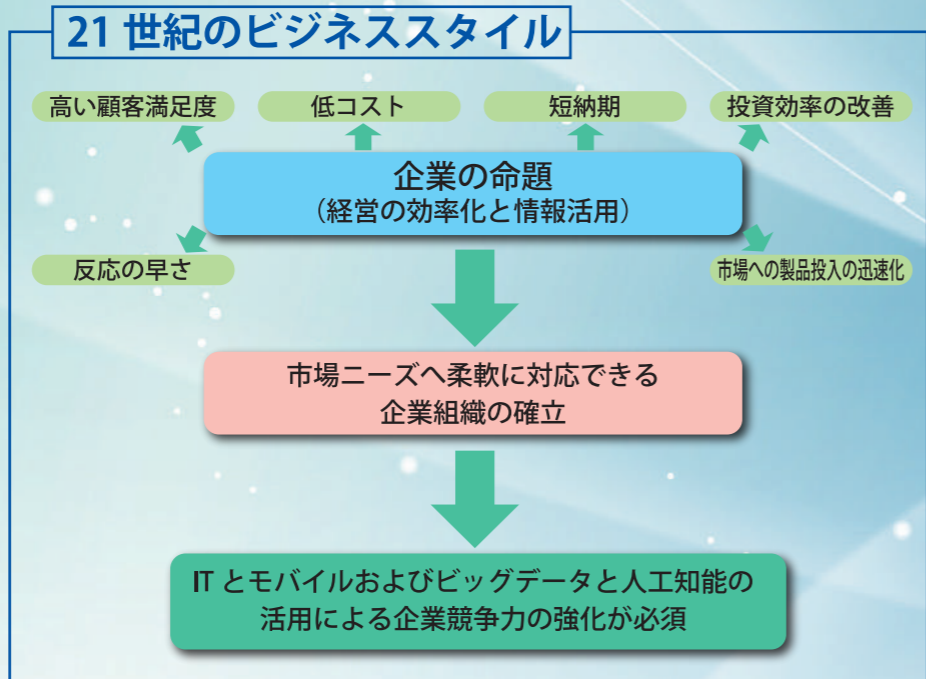 21 世紀のビジネススタイル
高い顧客満足度
低コスト
短納期
投資効率の改善
企業の命題
（経営の効率化と情報活用）
反応の早さ
市場への製品投入の迅速化
市場ニーズへ柔軟に対応できる
企業組織の確立
IT とモバイルおよびビッグデータと人工知能の
活用による企業競争力の強化が必須